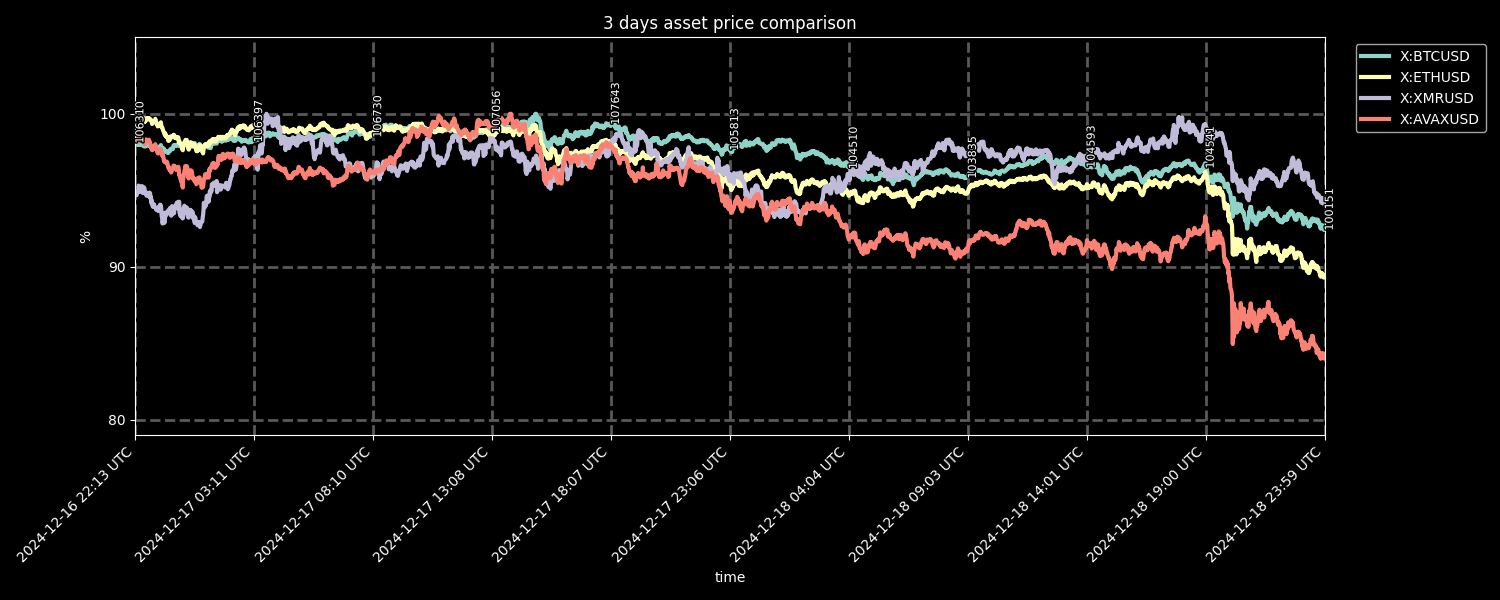 3 days asset price comparison
X:BTCUSD
X:ETHUSD
X:XMRUSD
X:AVAXUSD
100
90
80
%
106310
106397
106730
107056
107643
105813
104510
103835
104593
104541
100151
2024-12-16 22:13 UTC
2024-12-17 03:11 UTC
2024-12-17 08:10 UTC
2024-12-17 13:08 UTC
2024-12-17 18:07 UTC
2024-12-17 23:06 UTC
2024-12-18 04:04 UTC
2024-12-18 09:03 UTC
2024-12-18 14:01 UTC
2024-12-18 19:00 UTC
2024-12-18 23:59 UTC
time